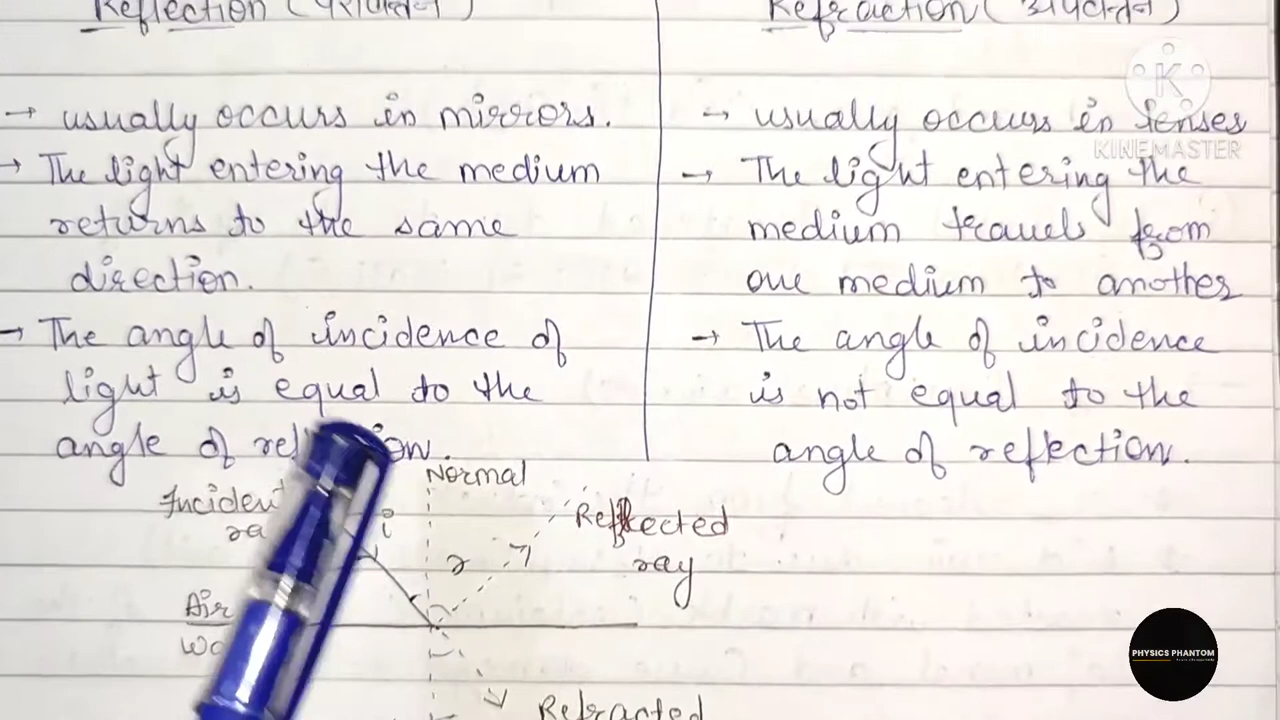 Reflection (परावर्तन)
Refraction (अपवर्तन)
→ usually occurs in mirrors.
→ The light entering the medium
returns to the same
direction.
→ The angle of incidence of
light is equal to the
angle of reflection.
→ usually occurs in lenses
→ The light entering the
medium travels from
one medium to another
→ The angle of incidence
is not equal to the
angle of reflection.
Normal
Incident
i
r
Reflected
ray
Air
Refracted
K
KINEMASTER
PHYSICS PHANTOM